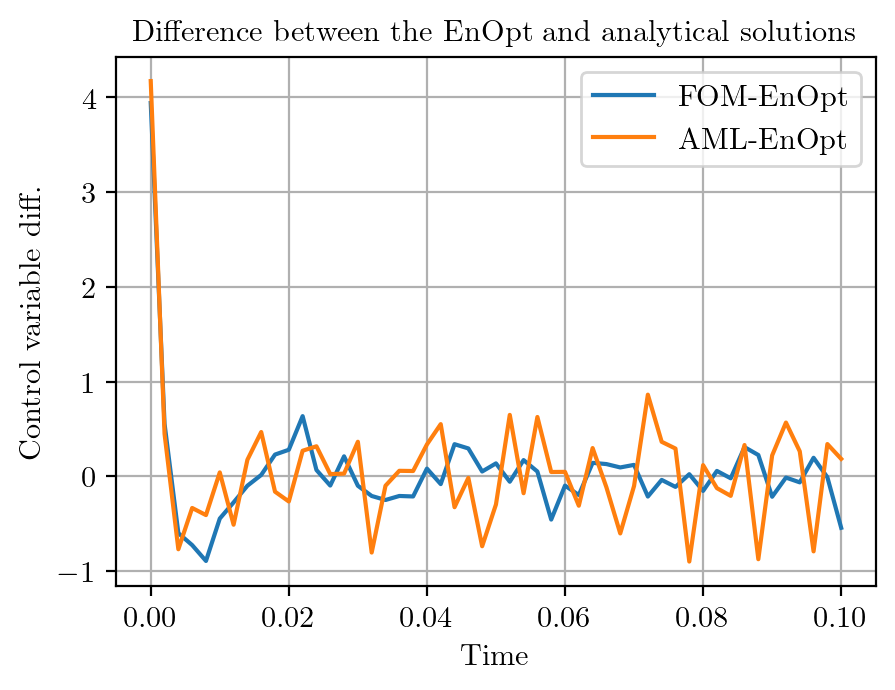 Difference between the EnOpt and analytical solutions
FOM-EnOpt
AML-EnOpt
Control variable diff.
4
3
2
1
0
−1
0.00 0.02 0.04 0.06 0.08 0.10
Time